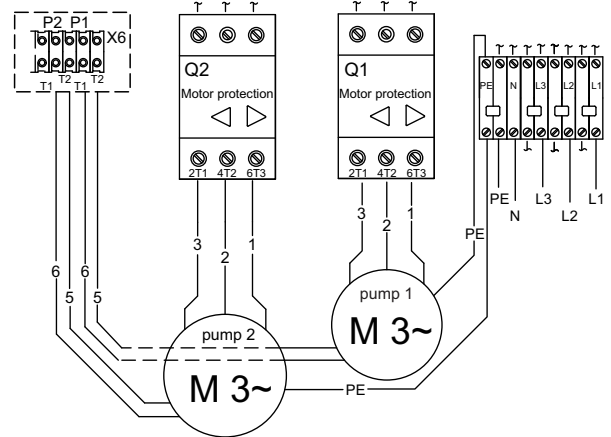 P2 P1
X6
T1 T2 T1 T2
Q2
Motor protection
2T1 4T2 6T3
Q1
Motor protection
2T1 4T2 6T3
PE N L3 L2 L1
PE N L3 L2 L1
3 2 1
3 2 1
6 5 6 5
PE
pump 1
M 3~
pump 2
M 3~
PE